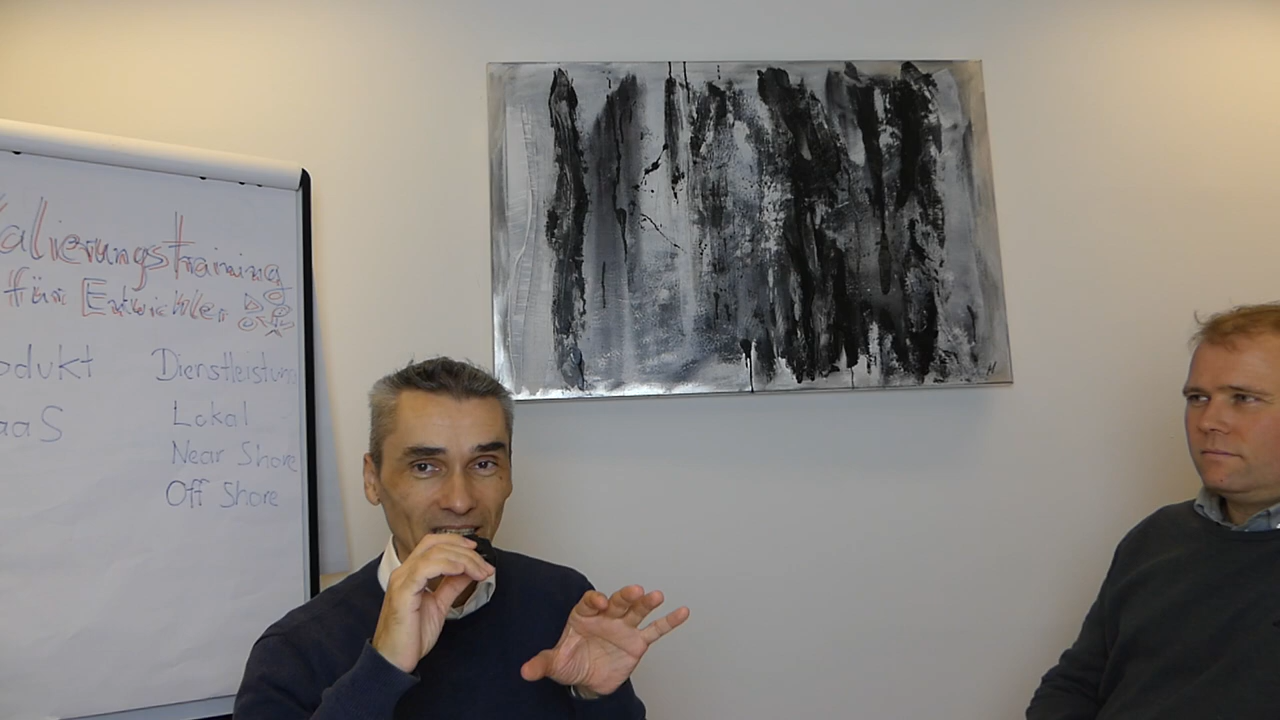 alierungstraining
für Entwickler
odukt Dienstleistun
aaS Lokal
Near Shore
Off Shore